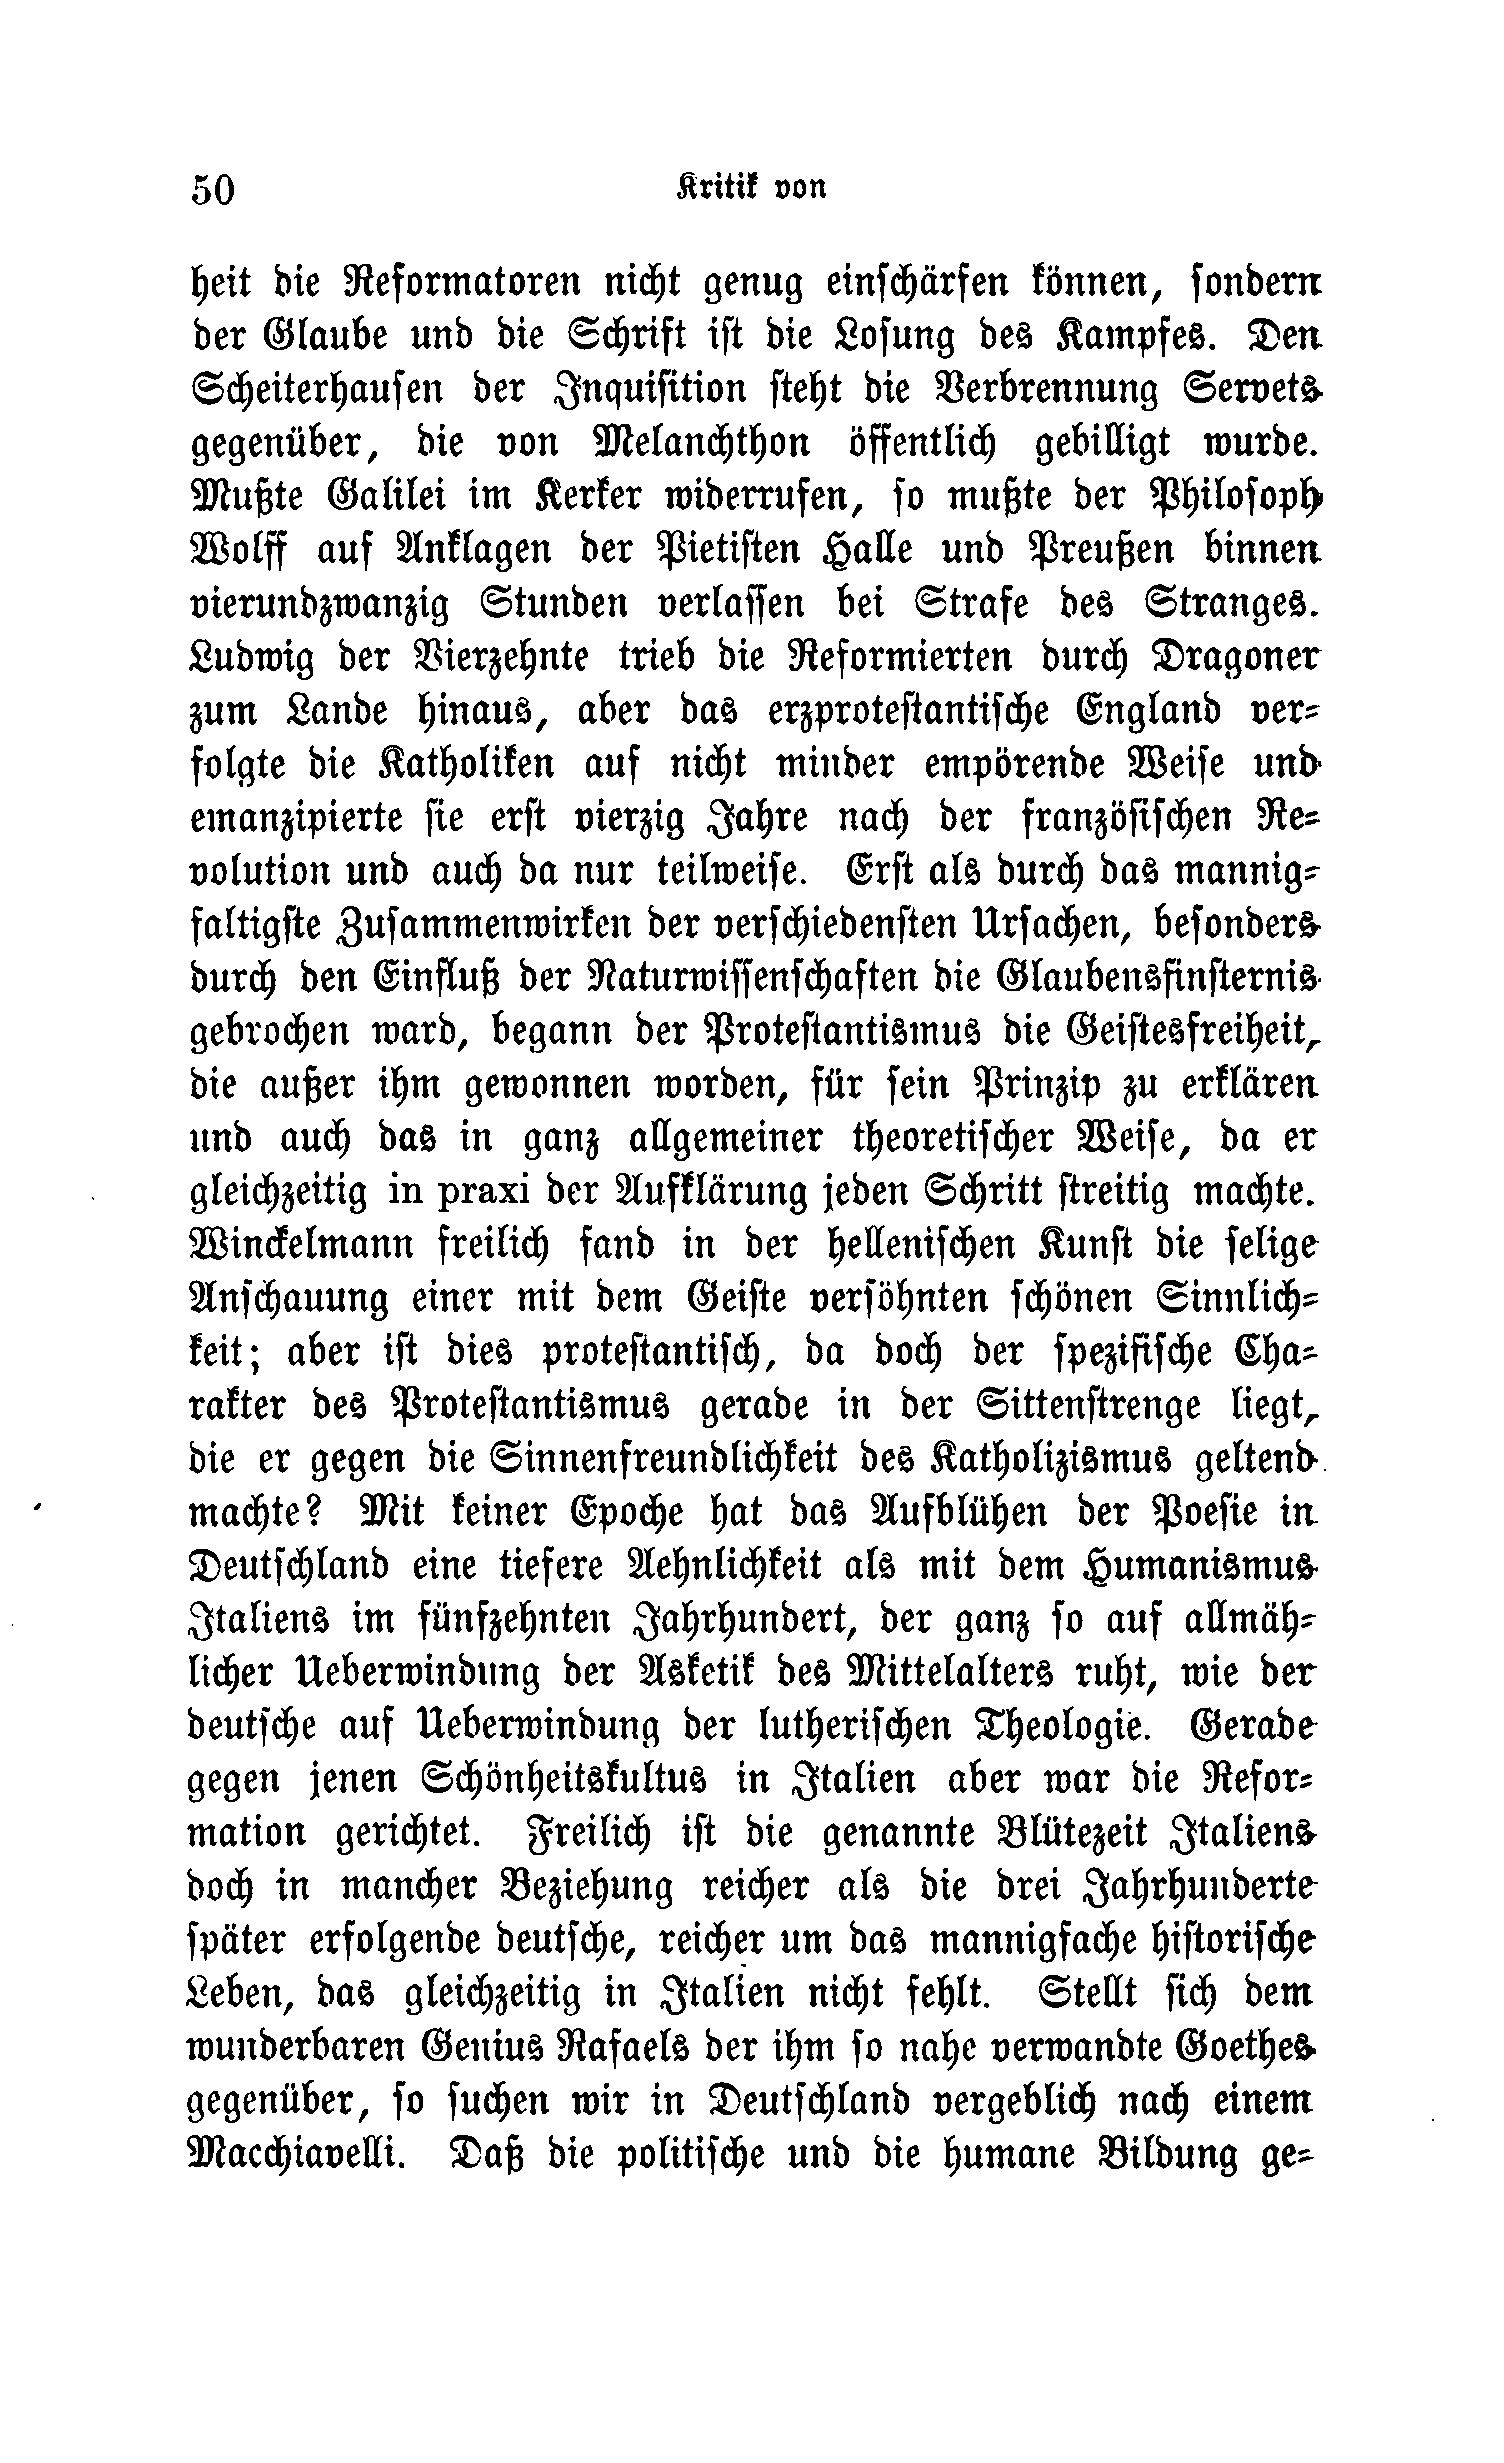 50 Kritik von
heit die Reformatoren nicht genug einschärfen können, sondern
der Glaube und die Schrift ist die Losung des Kampfes. Den
Scheiterhaufen der Inquisition steht die Verbrennung Servets
gegenüber, die von Melanchthon öffentlich gebilligt wurde.
Mußte Galilei im Kerker widerrufen, so mußte der Philosoph
Wolff auf Anklagen der Pietisten Halle und Preußen binnen
vierundzwanzig Stunden verlassen bei Strafe des Stranges.
Ludwig der Vierzehnte trieb die Reformierten durch Dragoner
zum Lande hinaus, aber das erzprotestantische England ver-
folgte die Katholiken auf nicht minder empörende Weise und
emanzipierte sie erst vierzig Jahre nach der französischen Re-
volution und auch da nur teilweise. Erst als durch das mannig-
faltigste Zusammenwirken der verschiedensten Ursachen, besonders
durch den Einfluß der Naturwissenschaften die Glaubensfinsternis
gebrochen ward, begann der Protestantismus die Geistesfreiheit,
die außer ihm gewonnen worden, für sein Prinzip zu erklären
und auch das in ganz allgemeiner theoretischer Weise, da er
gleichzeitig in praxi der Aufklärung jeden Schritt streitig machte.
Winckelmann freilich fand in der hellenischen Kunst die selige
Anschauung einer mit dem Geiste versöhnten schönen Sinnlich-
keit; aber ist dies protestantisch, da doch der spezifische Cha-
rakter des Protestantismus gerade in der Sittenstrenge liegt,
die er gegen die Sinnenfreundlichkeit des Katholizismus geltend
machte? Mit keiner Epoche hat das Aufblühen der Poesie in
Deutschland eine tiefere Aehnlichkeit als mit dem Humanismus
Italiens im fünfzehnten Jahrhundert, der ganz so auf allmäh-
licher Ueberwindung der Asketik des Mittelalters ruht, wie der
deutsche auf Ueberwindung der lutherischen Theologie. Gerade
gegen jenen Schönheitskultus in Italien aber war die Refor-
mation gerichtet. Freilich ist die genannte Blütezeit Italiens
doch in mancher Beziehung reicher als die drei Jahrhunderte
später erfolgende deutsche, reicher um das mannigfache historische
Leben, das gleichzeitig in Italien nicht fehlt. Stellt sich dem
wunderbaren Genius Rafaels der ihm so nahe verwandte Goethes
gegenüber, so suchen wir in Deutschland vergeblich nach einem
Macchiavelli. Daß die politische und die humane Bildung ge-